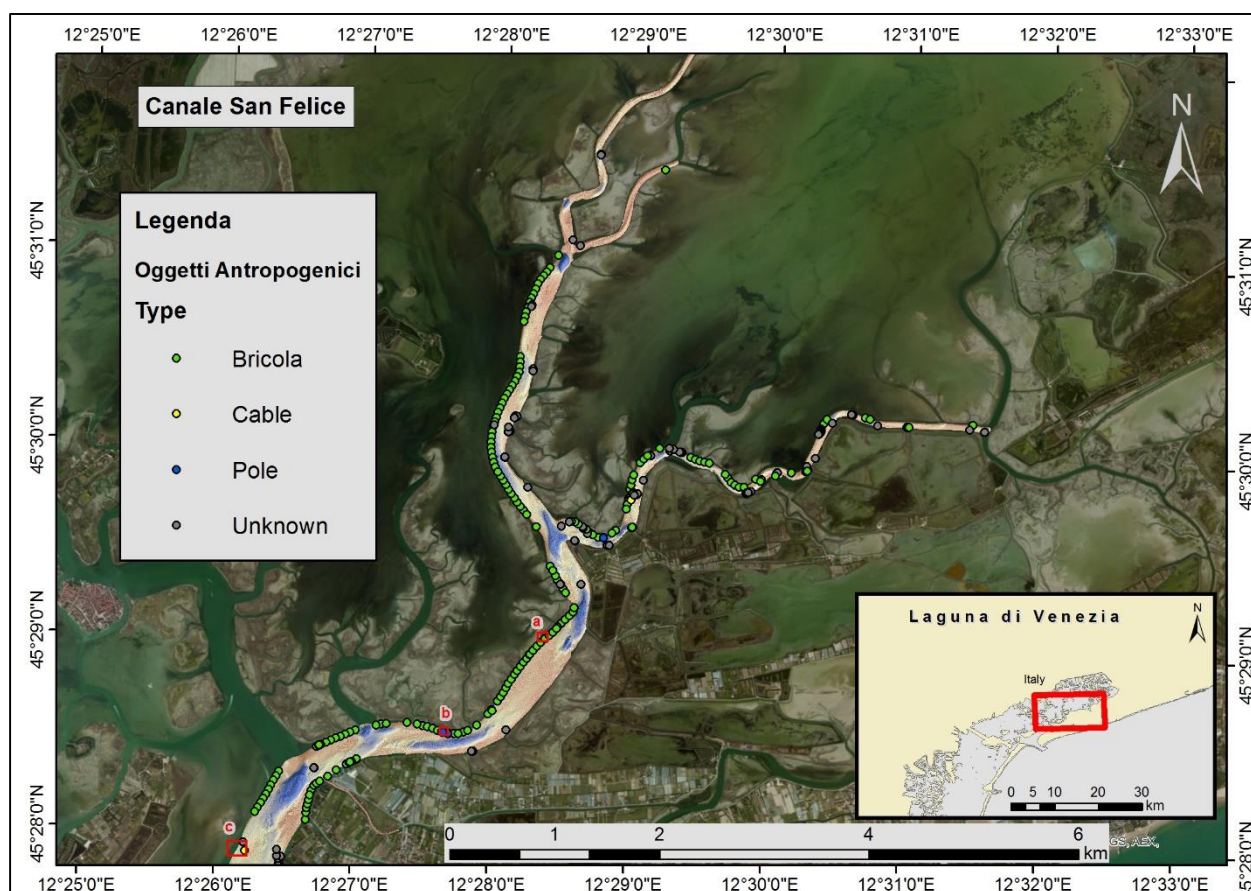 12°25'0"E 12°26'0"E 12°27'0"E 12°28'0"E 12°29'0"E 12°30'0"E 12°31'0"E 12°32'0"E 12°33'0"E
Canale San Felice
N
Legenda
Oggetti Antropogenici
Type
Bricola
Cable
Pole
Unknown
45°31'0"N
45°30'0"N
45°29'0"N
45°28'0"N
45°31'0"N
45°30'0"N
45°29'0"N
45°28'0"N
a
b
c
Laguna di Venezia
N
Italy
0 5 10 20 30
km
0 1 2 4 6
km
GS, AEX,
12°25'0"E 12°26'0"E 12°27'0"E 12°28'0"E 12°29'0"E 12°30'0"E 12°31'0"E 12°32'0"E